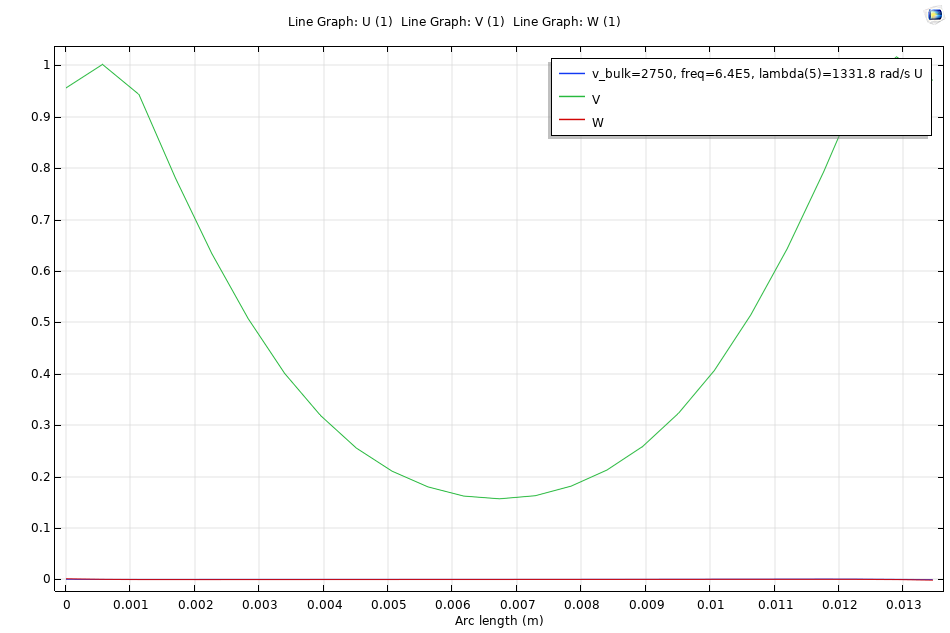 Line Graph: U (1)  Line Graph: V (1)  Line Graph: W (1)
v_bulk=2750, freq=6.4E5, lambda(5)=1331.8 rad/s U
V
W
1
0.9
0.8
0.7
0.6
0.5
0.4
0.3
0.2
0.1
0
0 0.001 0.002 0.003 0.004 0.005 0.006 0.007 0.008 0.009 0.01 0.011 0.012 0.013
Arc length (m)